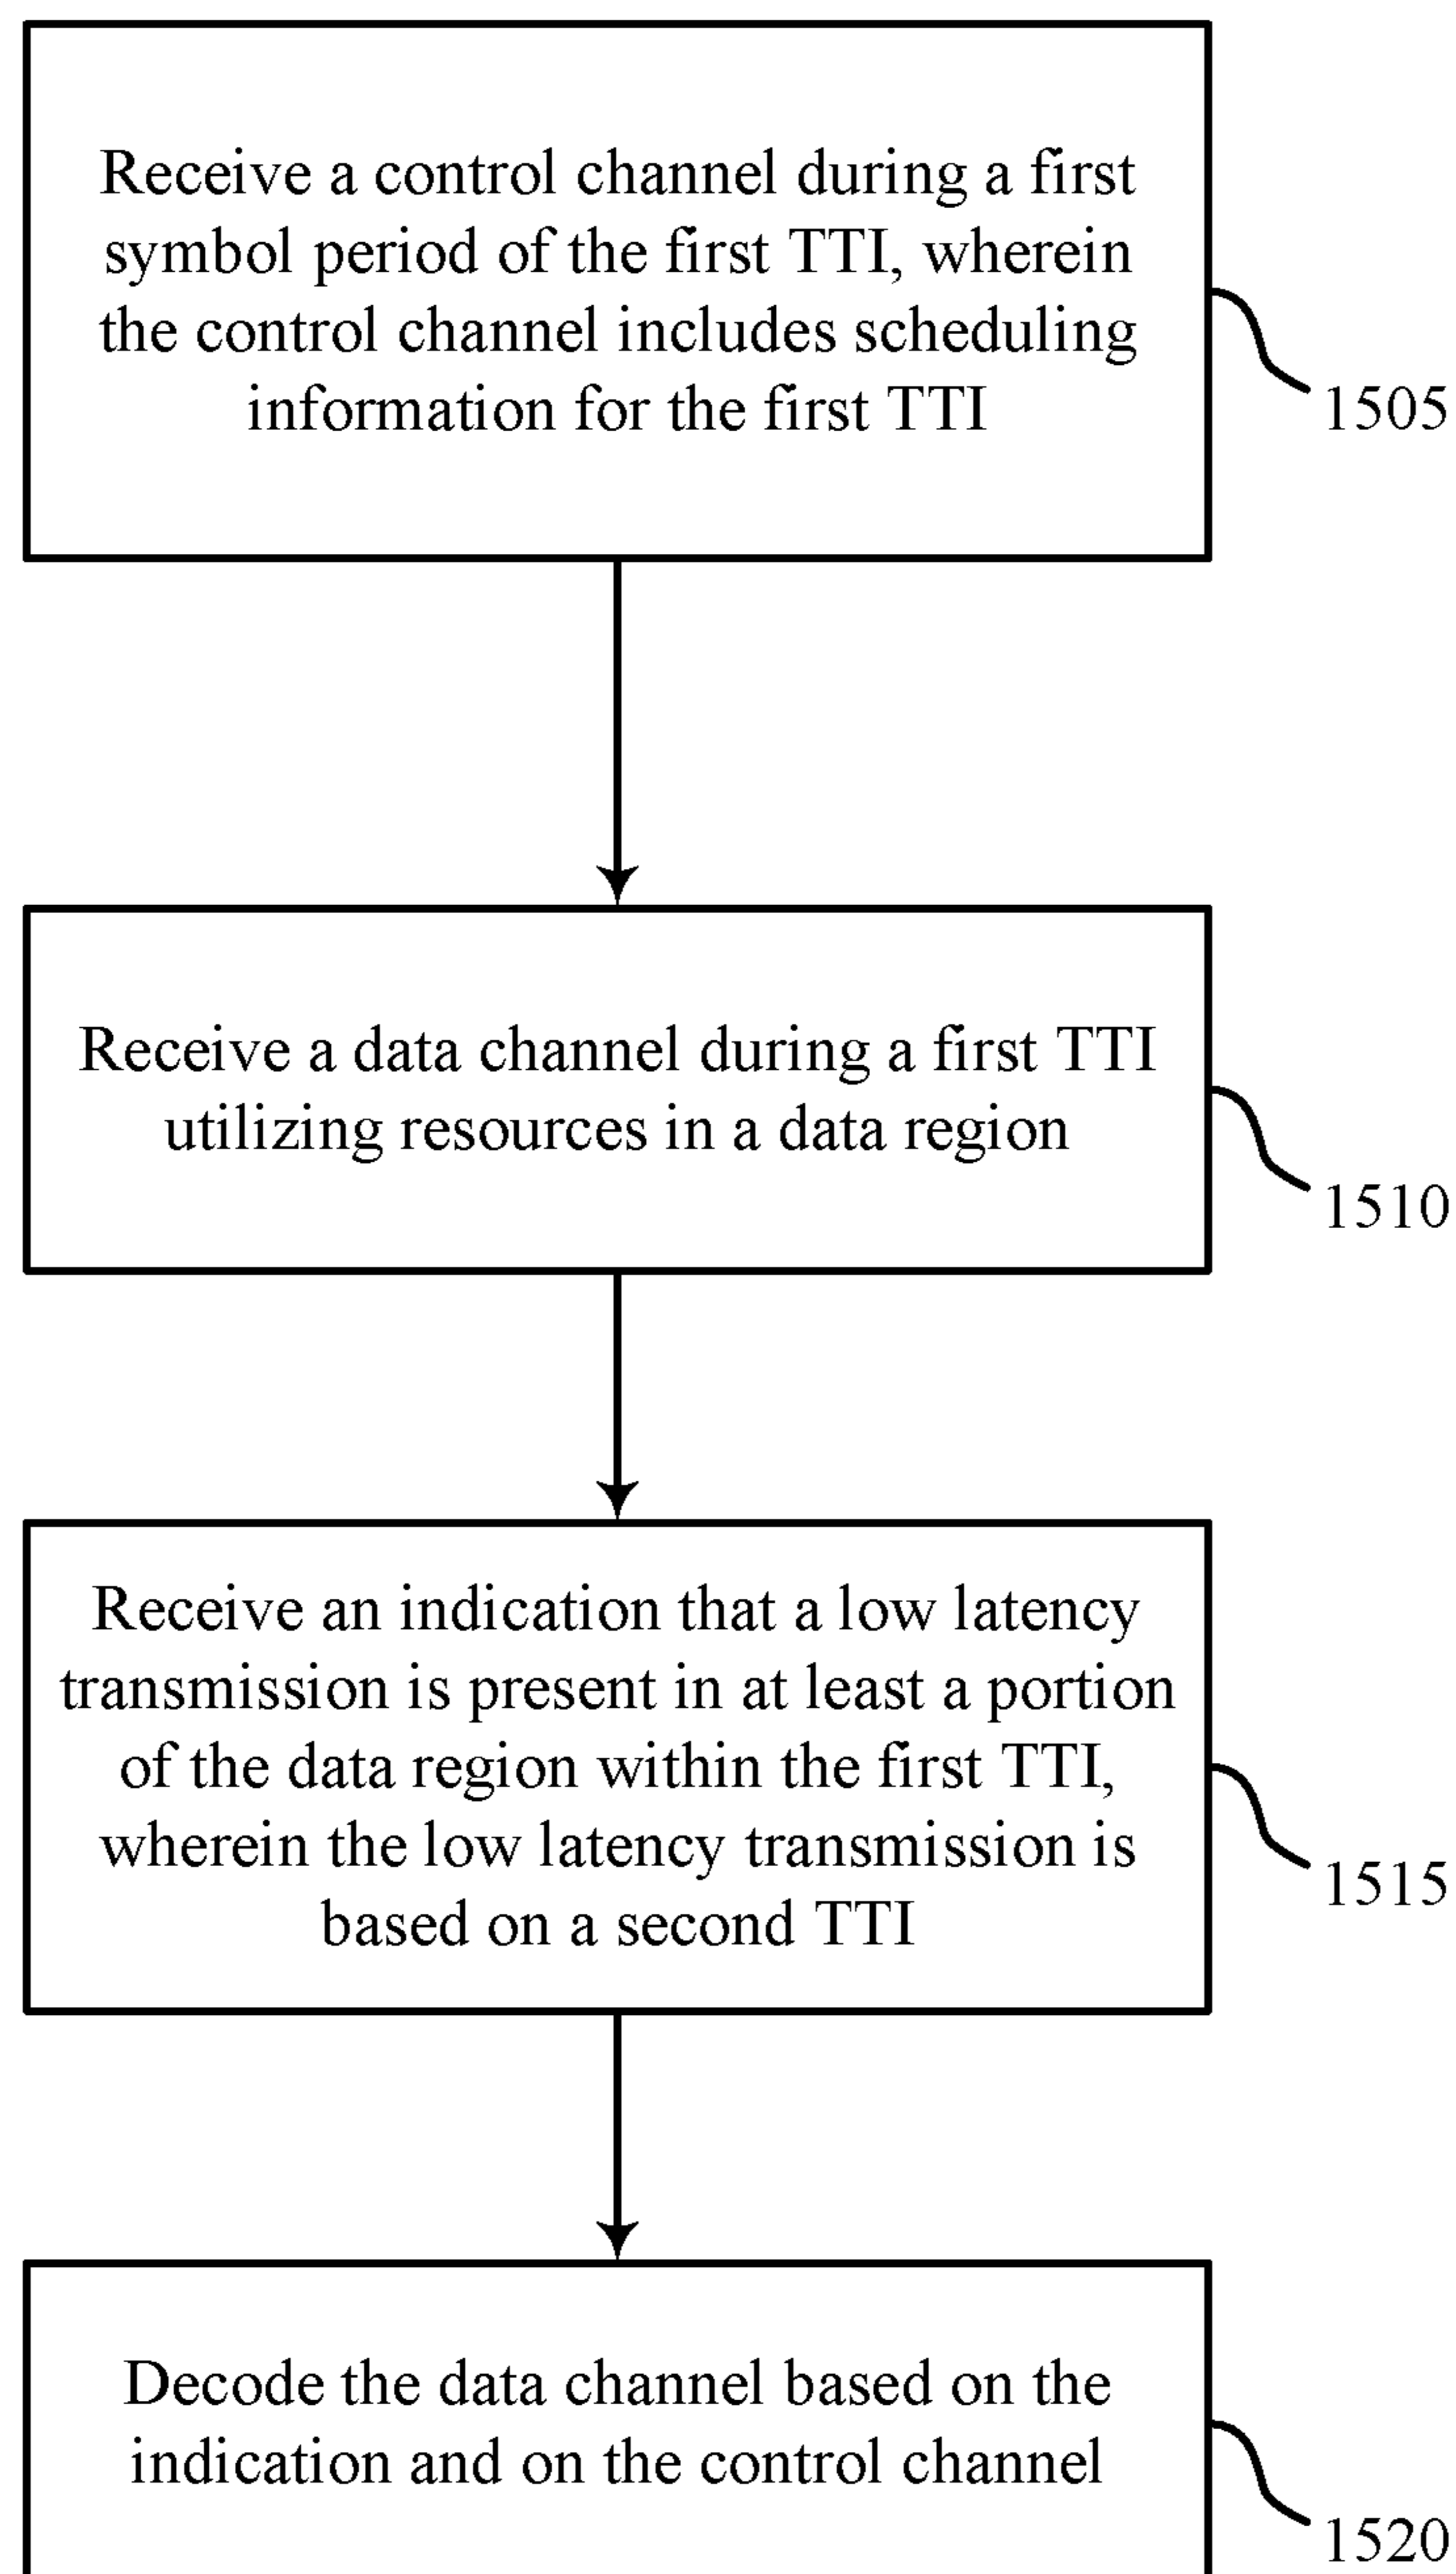 Receive a control channel during a first
symbol period of the first TTI, wherein
the control channel includes scheduling
information for the first TTI
1505
Receive a data channel during a first TTI
utilizing resources in a data region
1510
Receive an indication that a low latency
transmission is present in at least a portion
of the data region within the first TTI,
wherein the low latency transmission is
based on a second TTI
1515
Decode the data channel based on the
indication and on the control channel
1520